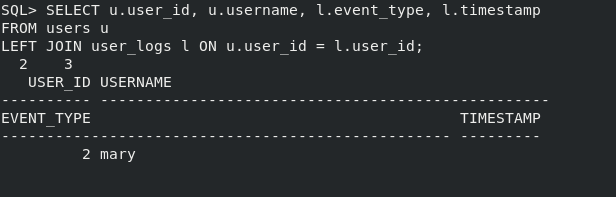 SQL> SELECT u.user_id, u.username, l.event_type, l.timestamp
FROM users u
LEFT JOIN user_logs l ON u.user_id = l.user_id;
  2    3
   USER_ID USERNAME
---------- --------------------------------------------------
EVENT_TYPE                                         TIMESTAMP
-------------------------------------------------- ---------
         2 mary